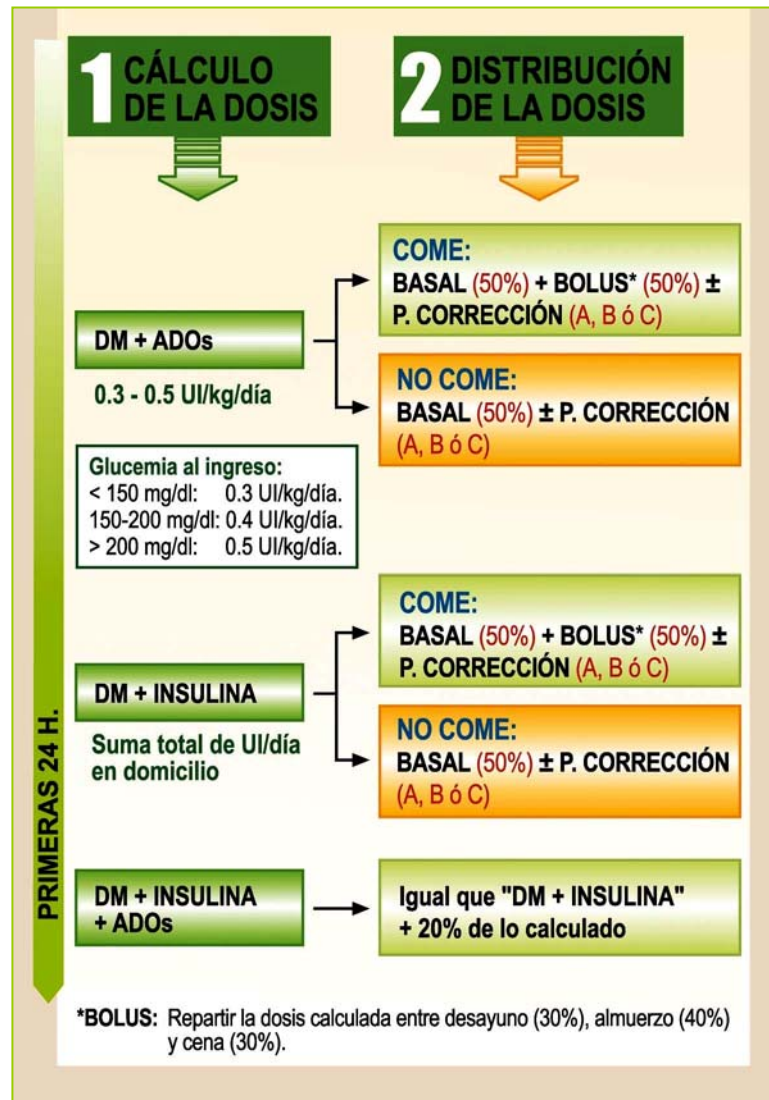 1 CÁLCULO
DE LA DOSIS
2 DISTRIBUCIÓN
DE LA DOSIS
DM + ADOs
0.3 - 0.5 UI/kg/día
COME:
BASAL (50%) + BOLUS* (50%) ±
P. CORRECCIÓN (A, B ó C)
NO COME:
BASAL (50%) ± P. CORRECCIÓN
(A, B ó C)
Glucemia al ingreso:
< 150 mg/dl: 0.3 UI/kg/día.
150-200 mg/dl: 0.4 UI/kg/día.
> 200 mg/dl: 0.5 UI/kg/día.
DM + INSULINA
Suma total de UI/día
en domicilio
COME:
BASAL (50%) + BOLUS* (50%) ±
P. CORRECCIÓN (A, B ó C)
NO COME:
BASAL (50%) ± P. CORRECCIÓN
(A, B ó C)
DM + INSULINA
+ ADOs
Igual que "DM + INSULINA"
+ 20% de lo calculado
PRIMERAS 24 H.
*BOLUS: Repartir la dosis calculada entre desayuno (30%), almuerzo (40%)
y cena (30%).